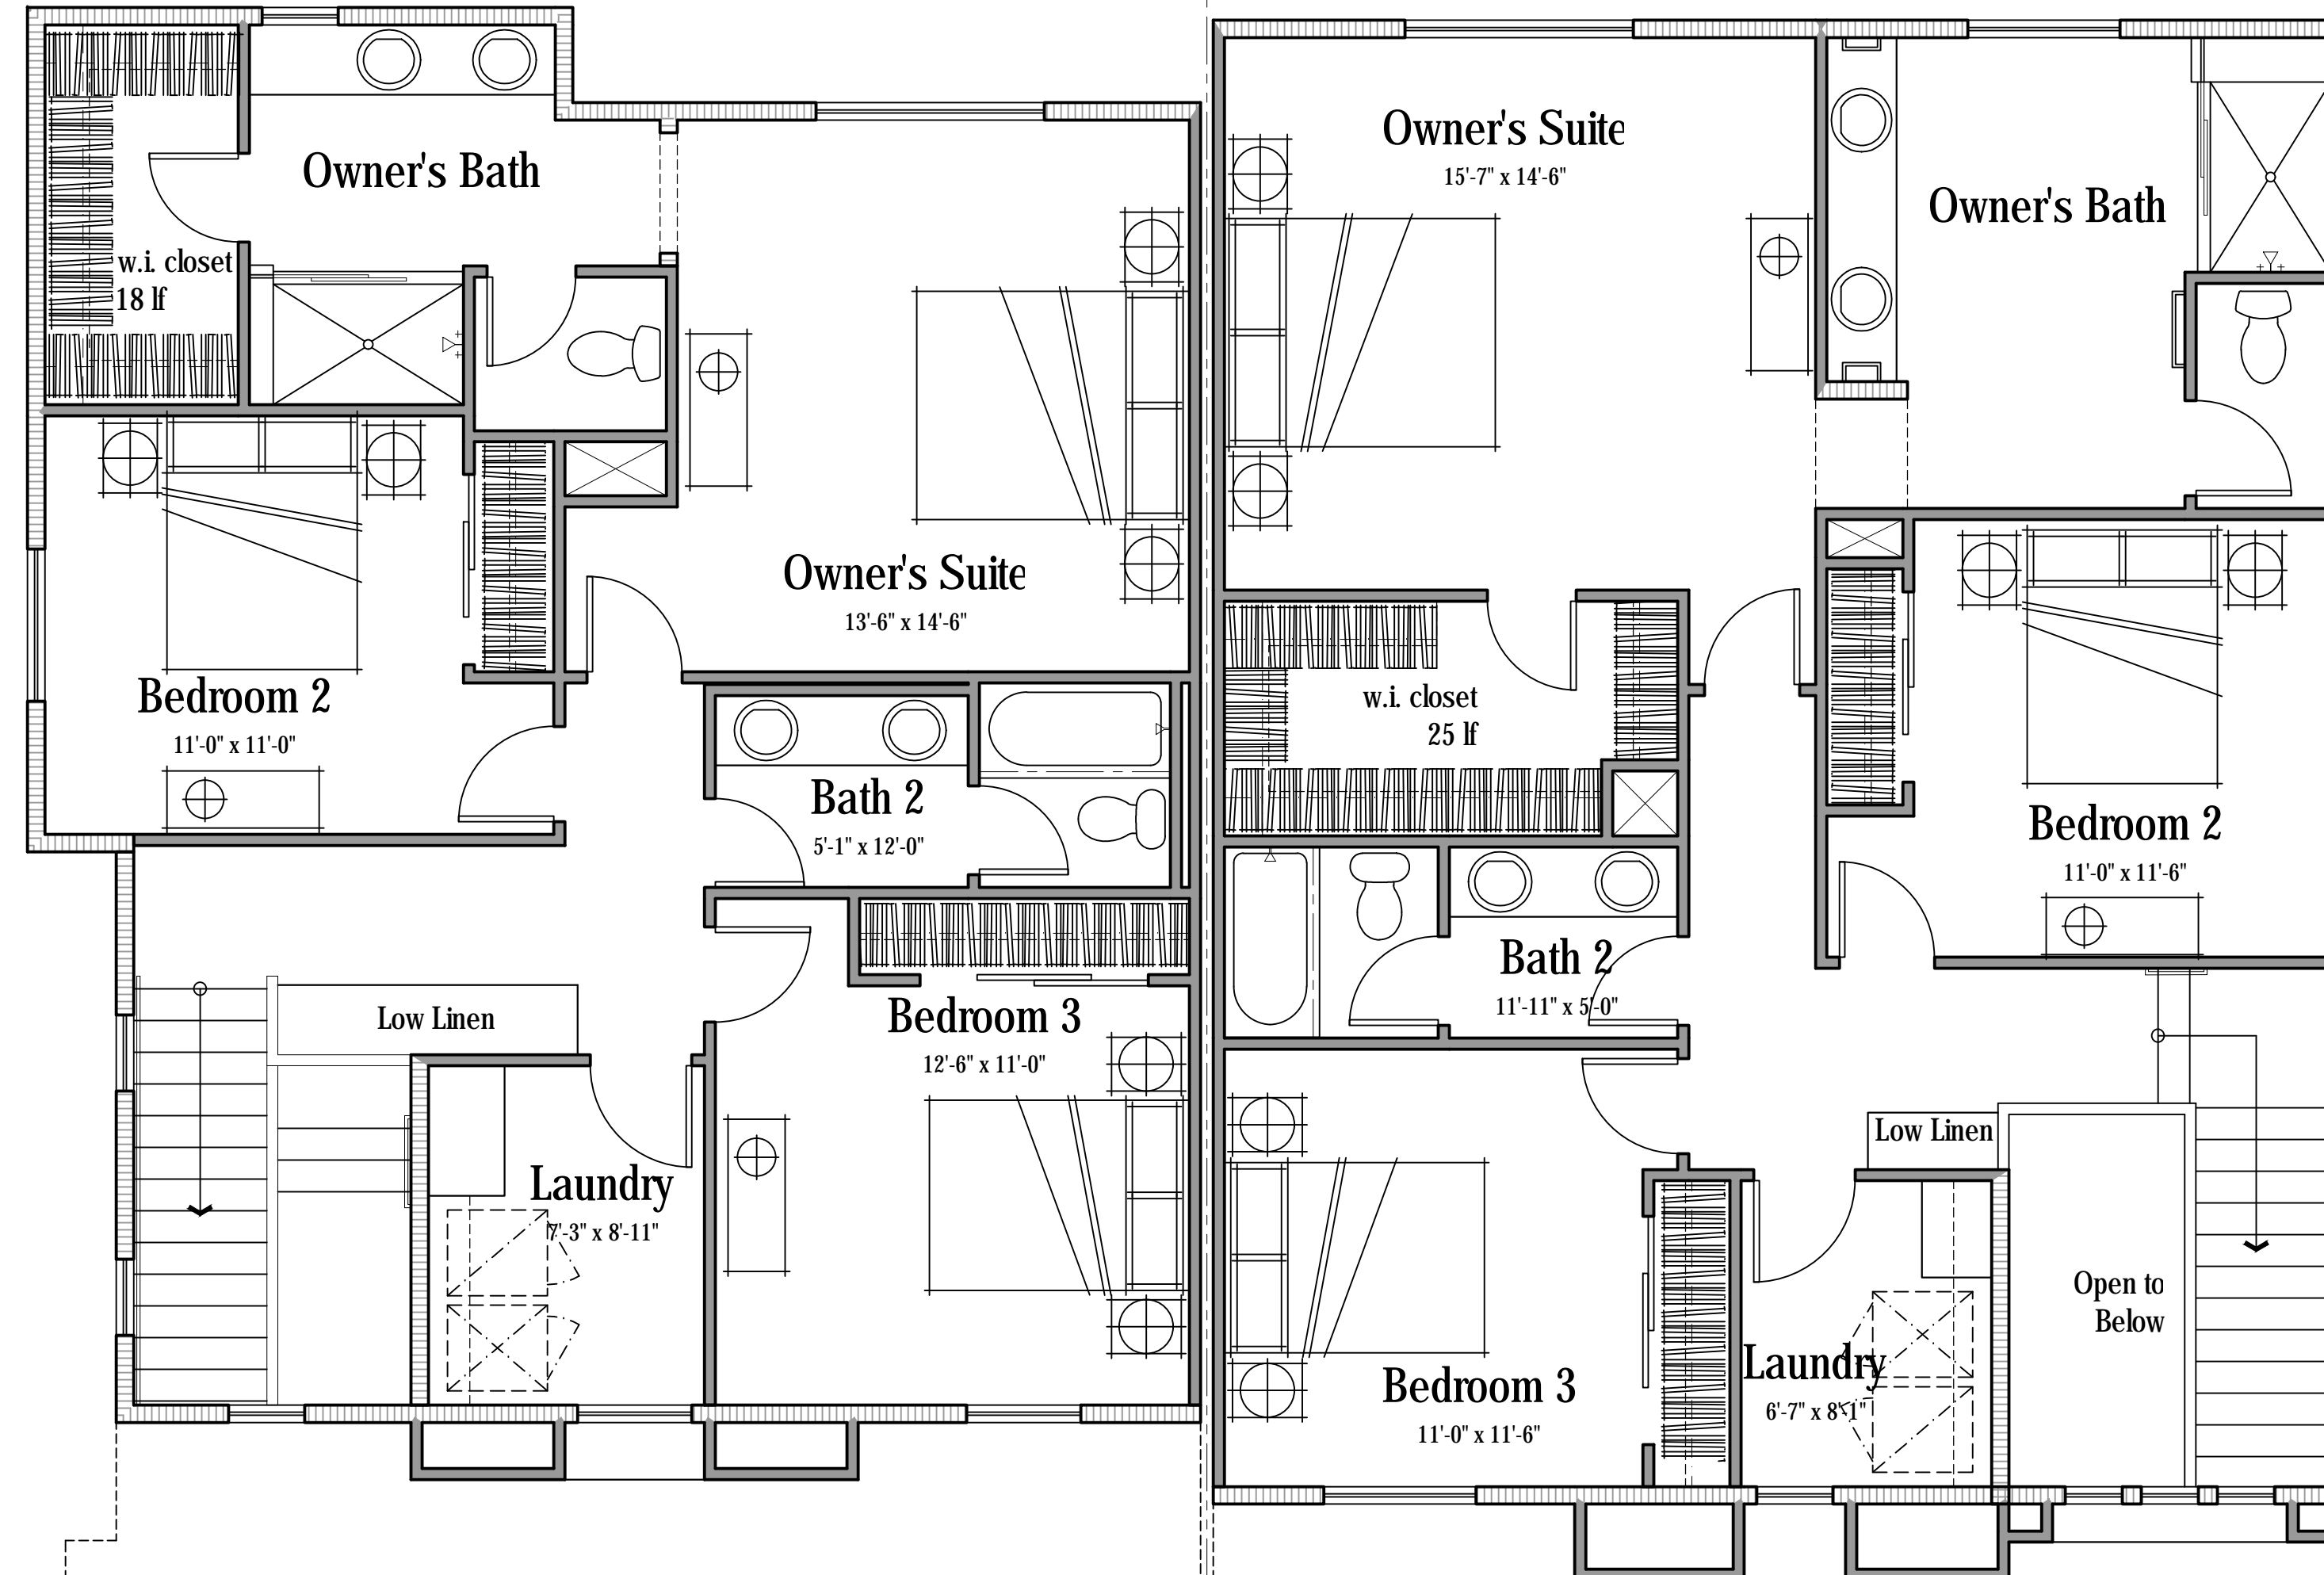 Owner's Bath
w.i. closet
18 lf
Owner's Suite
13'-6" x 14'-6"
Bedroom 2
11'-0" x 11'-0"
Bath 2
5'-1" x 12'-0"
Low Linen
Bedroom 3
12'-6" x 11'-0"
Laundry
7'-3" x 8'-11"
Owner's Suite
15'-7" x 14'-6"
Owner's Bath
w.i. closet
25 lf
Bedroom 2
11'-0" x 11'-6"
Bath 2
11'-11" x 5'-0"
Low Linen
Open to
Below
Bedroom 3
11'-0" x 11'-6"
Laundry
6'-7" x 8'-1"